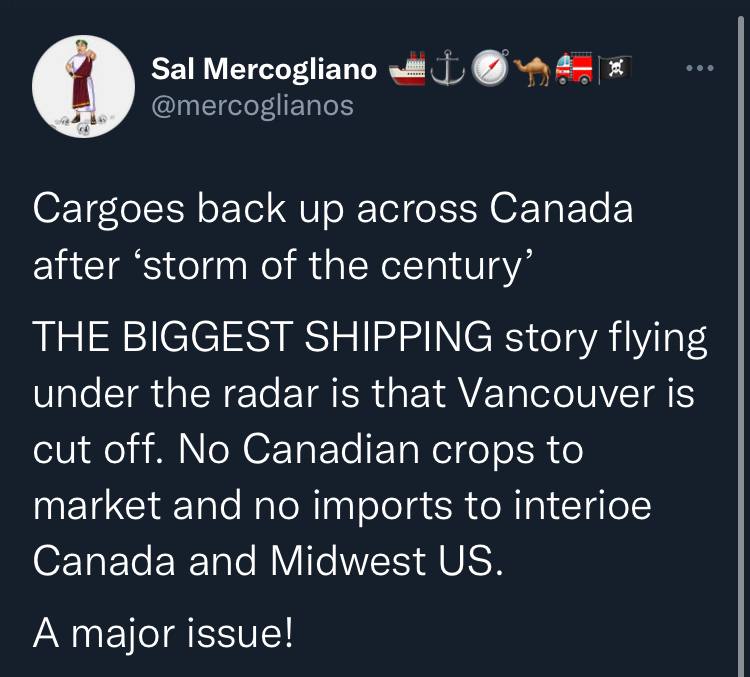 Sal Mercogliano 🚢⚓🧭🐪🚒🏴‍☠️
@mercoglianos
Cargoes back up across Canada
after ‘storm of the century’
THE BIGGEST SHIPPING story flying
under the radar is that Vancouver is
cut off. No Canadian crops to
market and no imports to interioe
Canada and Midwest US.
A major issue!